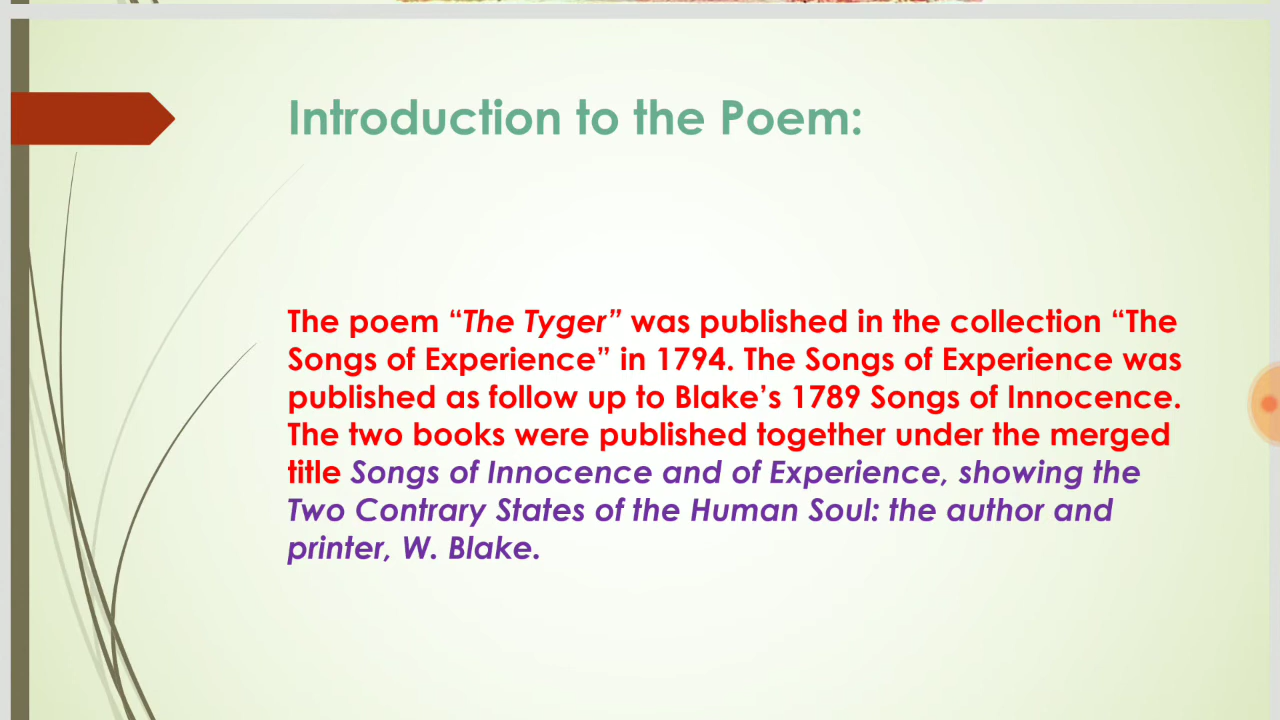 Introduction to the Poem:
The poem “The Tyger” was published in the collection “The
Songs of Experience” in 1794. The Songs of Experience was
published as follow up to Blake’s 1789 Songs of Innocence.
The two books were published together under the merged
title Songs of Innocence and of Experience, showing the
Two Contrary States of the Human Soul: the author and
printer, W. Blake.